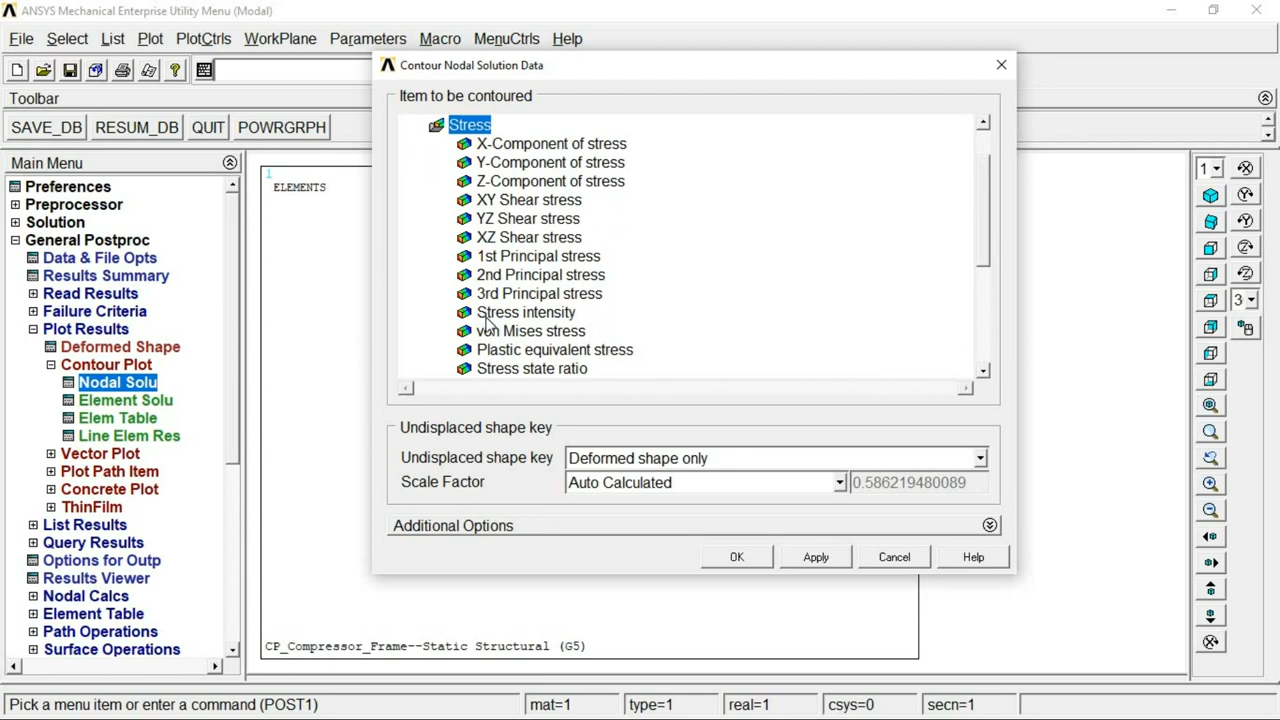 ANSYS Mechanical Enterprise Utility Menu (Modal)
File Select List Plot PlotCtrls WorkPlane Parameters Macro MenuCtrls Help
Toolbar
SAVE_DB RESUM_DB QUIT POWRGRPH
Main Menu
Preferences
Preprocessor
Solution
General Postproc
Data & File Opts
Results Summary
Read Results
Failure Criteria
Plot Results
Deformed Shape
Contour Plot
Nodal Solu
Element Solu
Elem Table
Line Elem Res
Vector Plot
Plot Path Item
Concrete Plot
ThinFilm
List Results
Query Results
Options for Outp
Results Viewer
Nodal Calcs
Element Table
Path Operations
Surface Operations
1
ELEMENTS
CP_Compressor_Frame--Static Structural (G5)
Contour Nodal Solution Data
Item to be contoured
Stress
X-Component of stress
Y-Component of stress
Z-Component of stress
XY Shear stress
YZ Shear stress
XZ Shear stress
1st Principal stress
2nd Principal stress
3rd Principal stress
Stress intensity
von Mises stress
Plastic equivalent stress
Stress state ratio
Undisplaced shape key
Undisplaced shape key Deformed shape only
Scale Factor Auto Calculated 0.586219480089
Additional Options
OK Apply Cancel Help
1
3
Pick a menu item or enter a command (POST1) mat=1 type=1 real=1 csys=0 secn=1